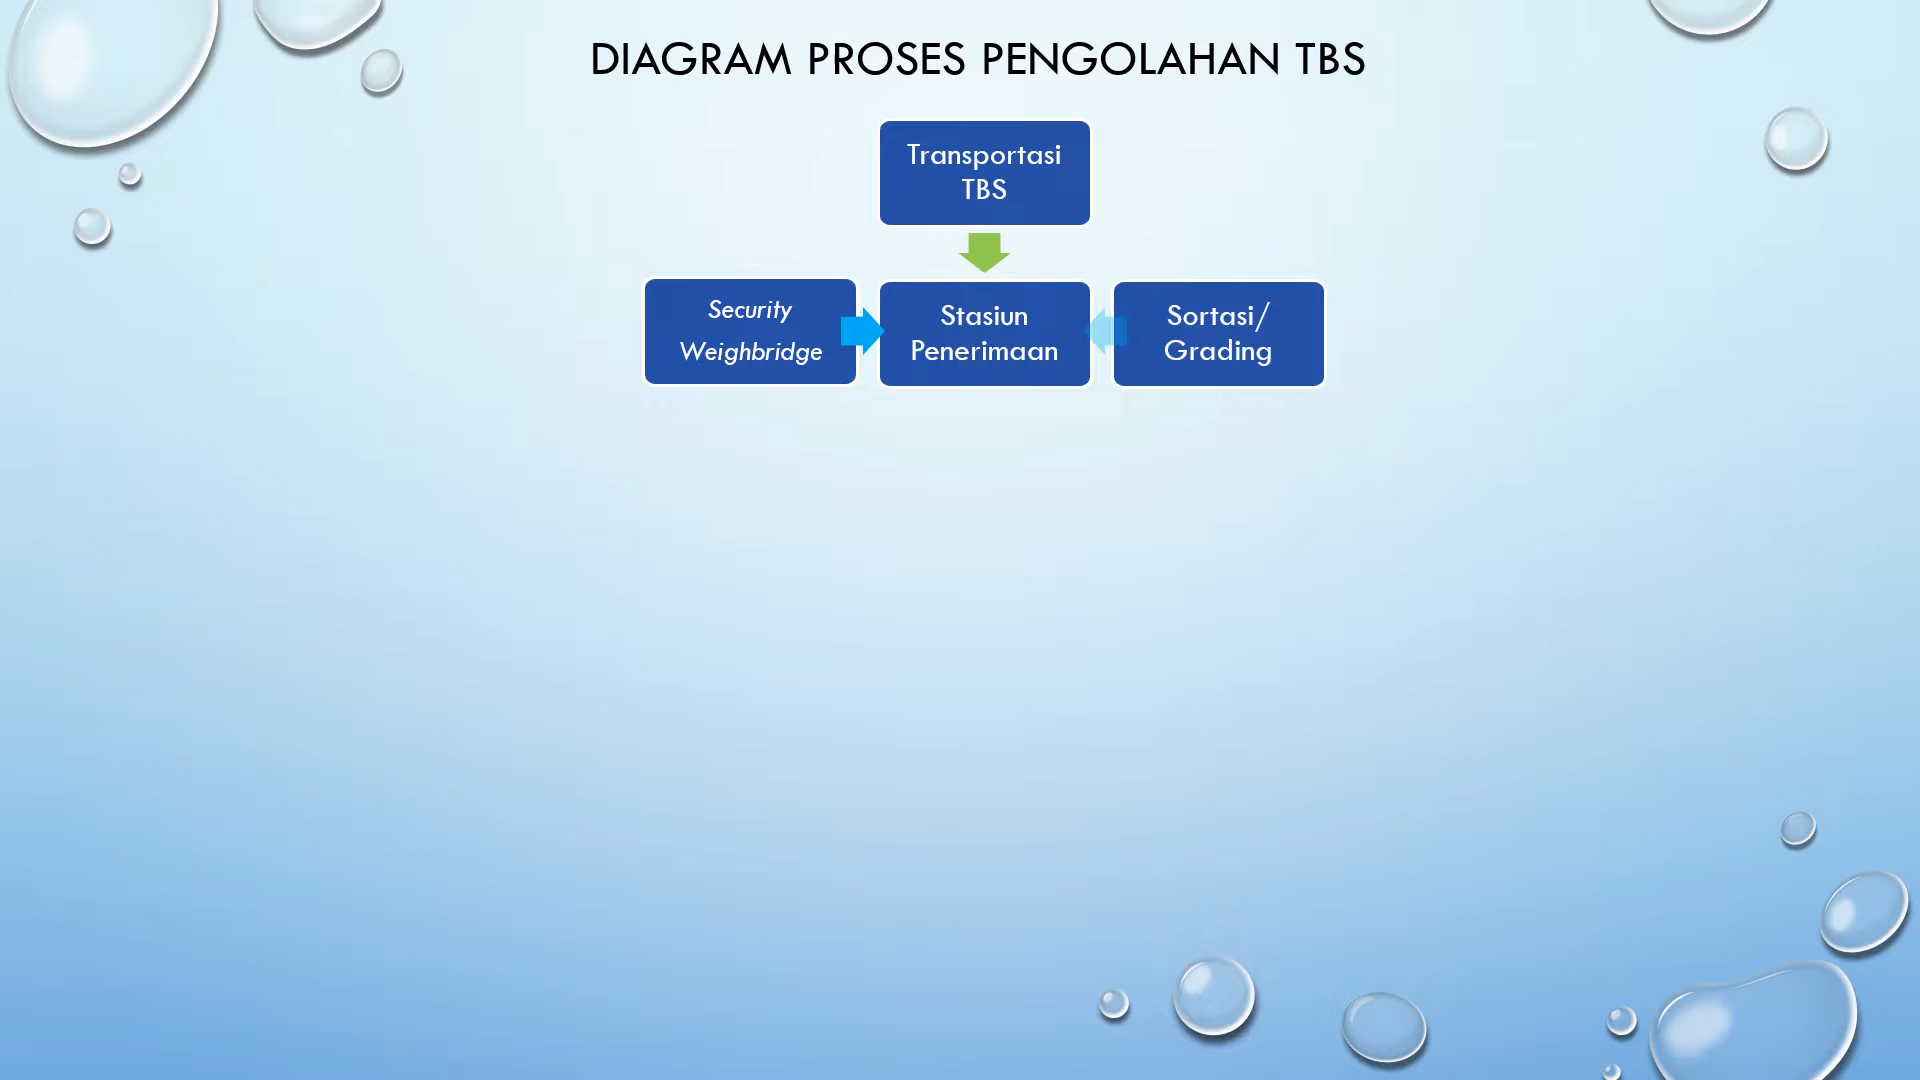 DIAGRAM PROSES PENGOLAHAN TBS
Transportasi
TBS
Security
Weighbridge
Stasiun
Penerimaan
Sortasi/
Grading